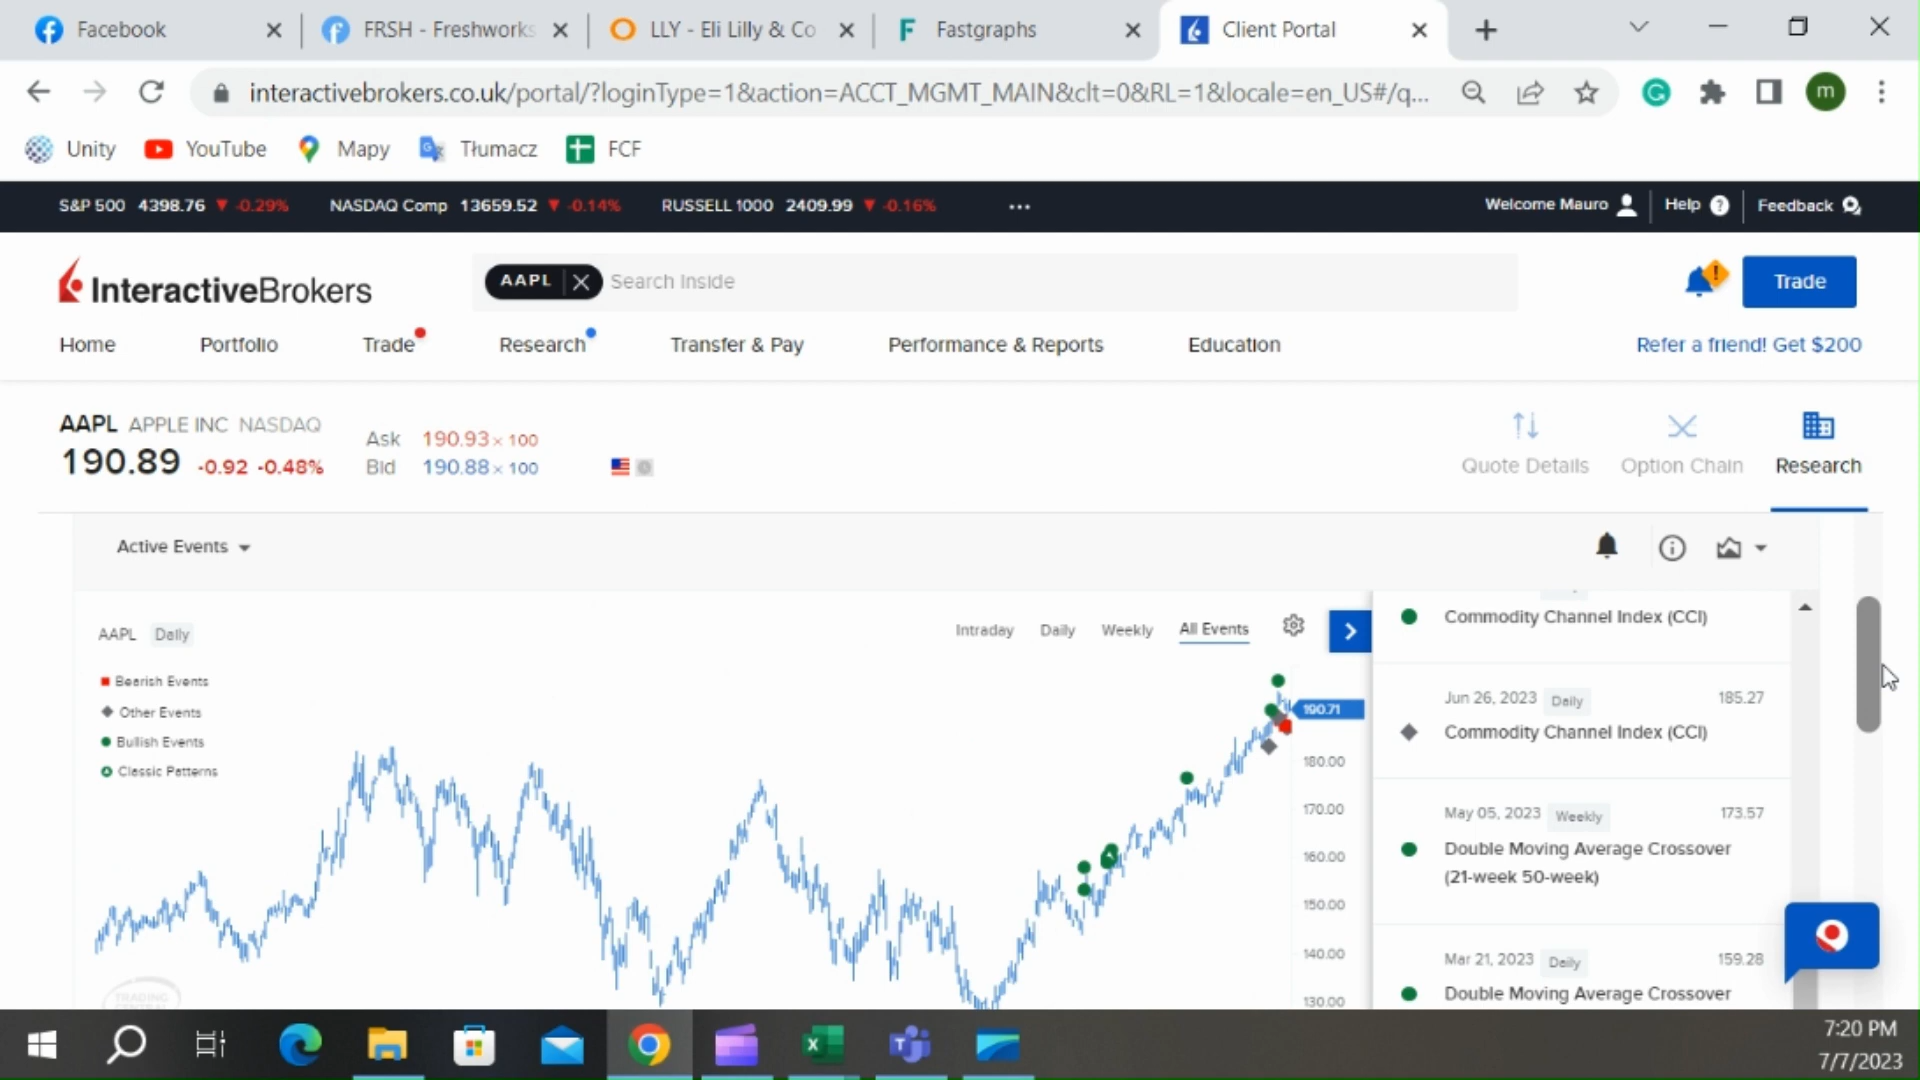 Facebook
FRSH - Freshworks
LLY - Eli Lilly & Co
Fastgraphs
Client Portal
interactivebrokers.co.uk/portal/?loginType=1&action=ACCT_MGMT_MAIN&clt=0&RL=1&locale=en_US#/q...
m
Unity
YouTube
Mapy
Tłumacz
FCF
S&P 500 4398.76 ▼ -0.29%
NASDAQ Comp 13659.52 ▼ -0.14%
RUSSELL 1000 2409.99 ▼ -0.16%
...
Welcome Mauro
Help ?
Feedback
InteractiveBrokers
AAPL
Search Inside
Trade
Home
Portfolio
Trade
Research
Transfer & Pay
Performance & Reports
Education
Refer a friend! Get $200
AAPL APPLE INC NASDAQ
190.89 -0.92 -0.48%
Ask 190.93 × 100
Bid 190.88 × 100
Quote Details
Option Chain
Research
Active Events
AAPL Daily
Intraday
Daily
Weekly
All Events
Bearish Events
Other Events
Bullish Events
Classic Patterns
190.71
180.00
170.00
160.00
150.00
140.00
130.00
TRADING
CENTRAL
Commodity Channel Index (CCI)
Jun 26, 2023 Daily 185.27
Commodity Channel Index (CCI)
May 05, 2023 Weekly 173.57
Double Moving Average Crossover
(21-week 50-week)
Mar 21, 2023 Daily 159.28
Double Moving Average Crossover
7:20 PM
7/7/2023